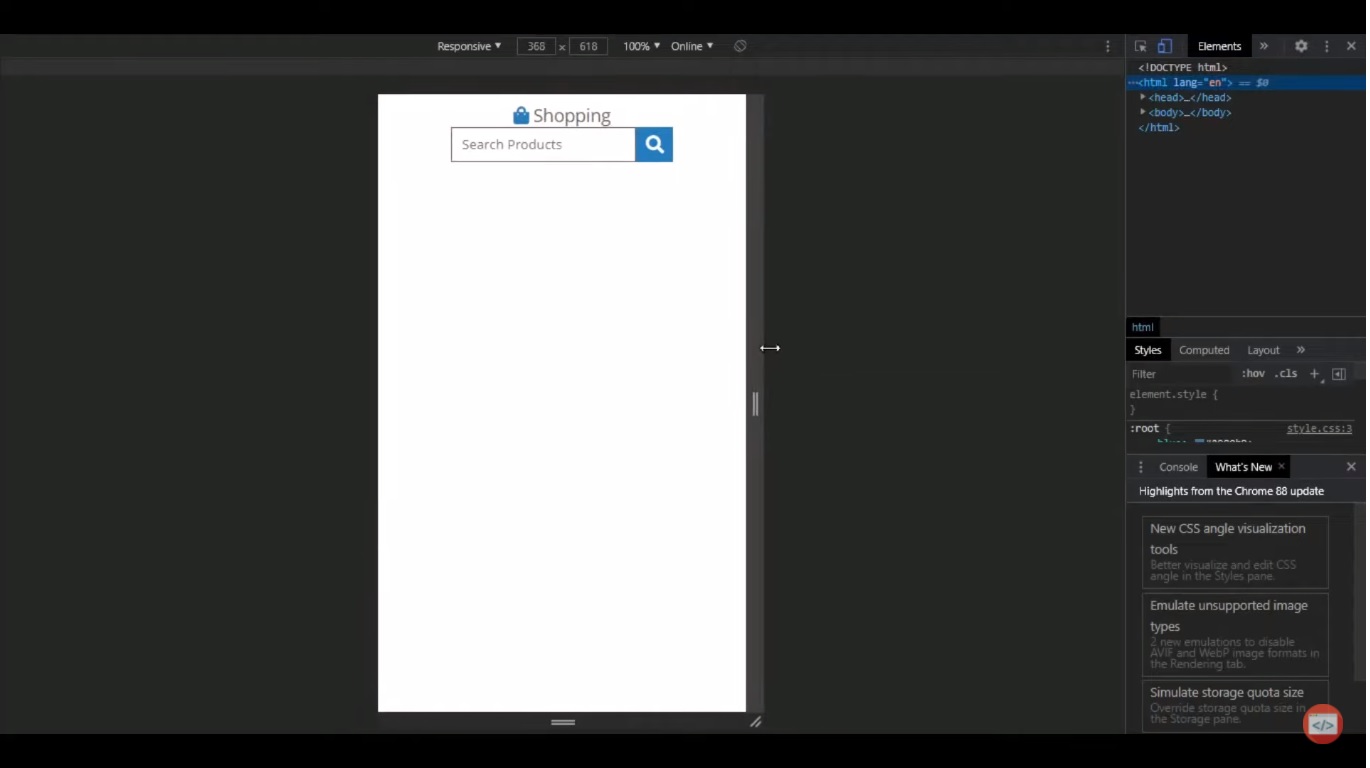 Responsive ▼ 368 x 618 100% ▼ Online ▼
Shopping
Search Products
Elements »
<!DOCTYPE html>
⋯<html lang="en"> == $0
▶<head>…</head>
▶<body>…</body>
</html>
html
Styles Computed Layout »
Filter :hov .cls +
element.style {
}
:root { style.css:3
Console What's New ×
Highlights from the Chrome 88 update
New CSS angle visualization
tools
Better visualize and edit CSS
angle in the Styles pane.
Emulate unsupported image
types
2 new emulations to disable
AVIF and WebP image formats in
the Rendering tab.
Simulate storage quota size
Override storage quota size in
the Storage pane.
</>